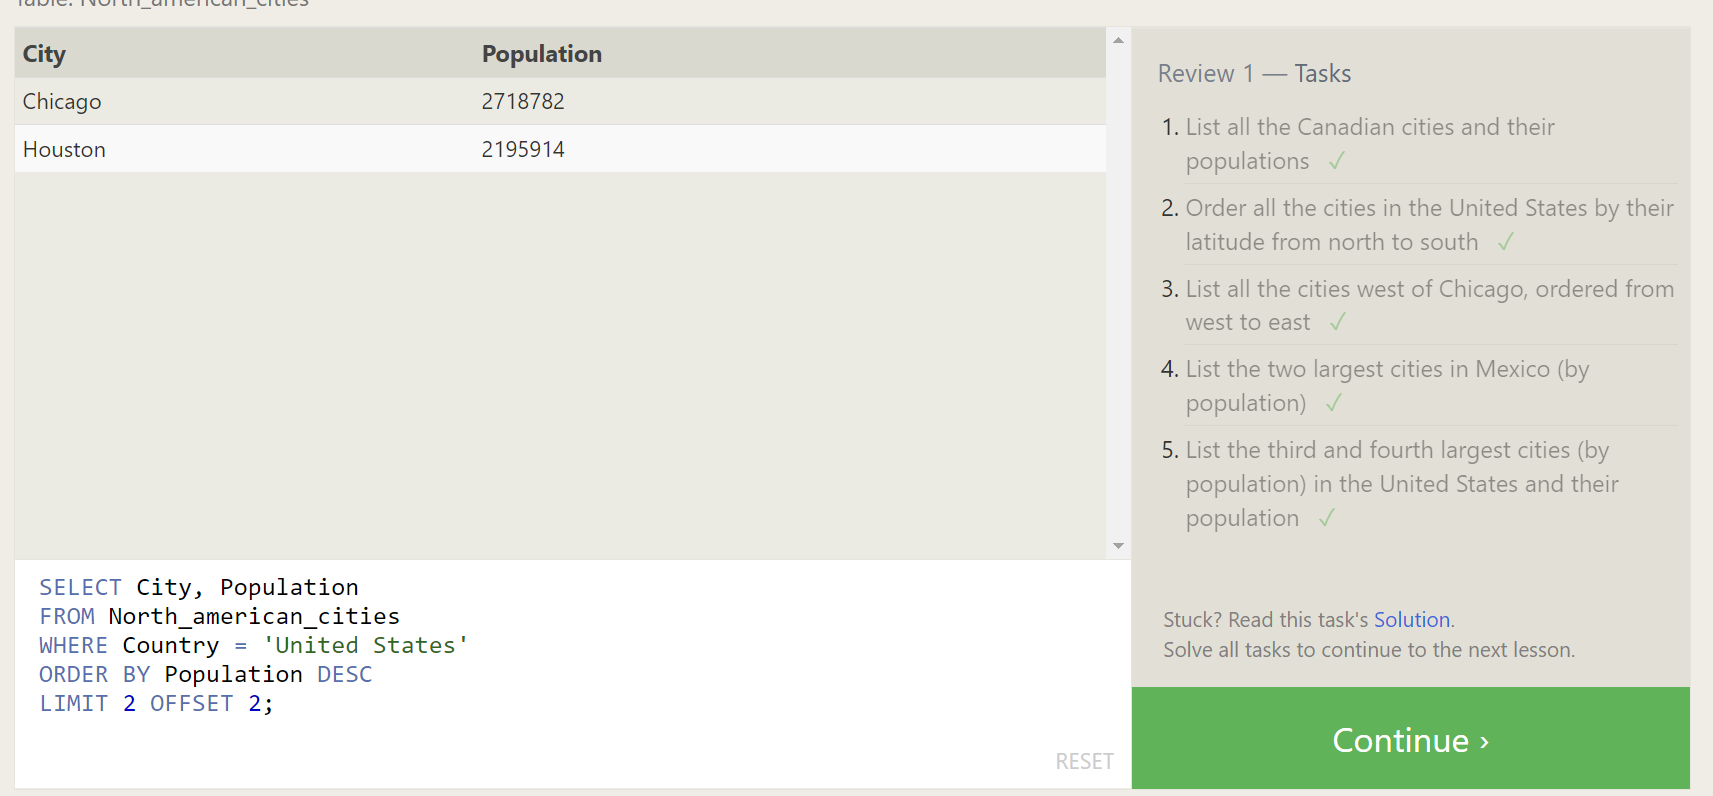 Table: North_american_cities
City Population
Chicago 2718782
Houston 2195914
SELECT City, Population
FROM North_american_cities
WHERE Country = 'United States'
ORDER BY Population DESC
LIMIT 2 OFFSET 2;
RESET
Review 1 — Tasks
1. List all the Canadian cities and their
populations ✓
2. Order all the cities in the United States by their
latitude from north to south ✓
3. List all the cities west of Chicago, ordered from
west to east ✓
4. List the two largest cities in Mexico (by
population) ✓
5. List the third and fourth largest cities (by
population) in the United States and their
population ✓
Stuck? Read this task's Solution.
Solve all tasks to continue to the next lesson.
Continue ›